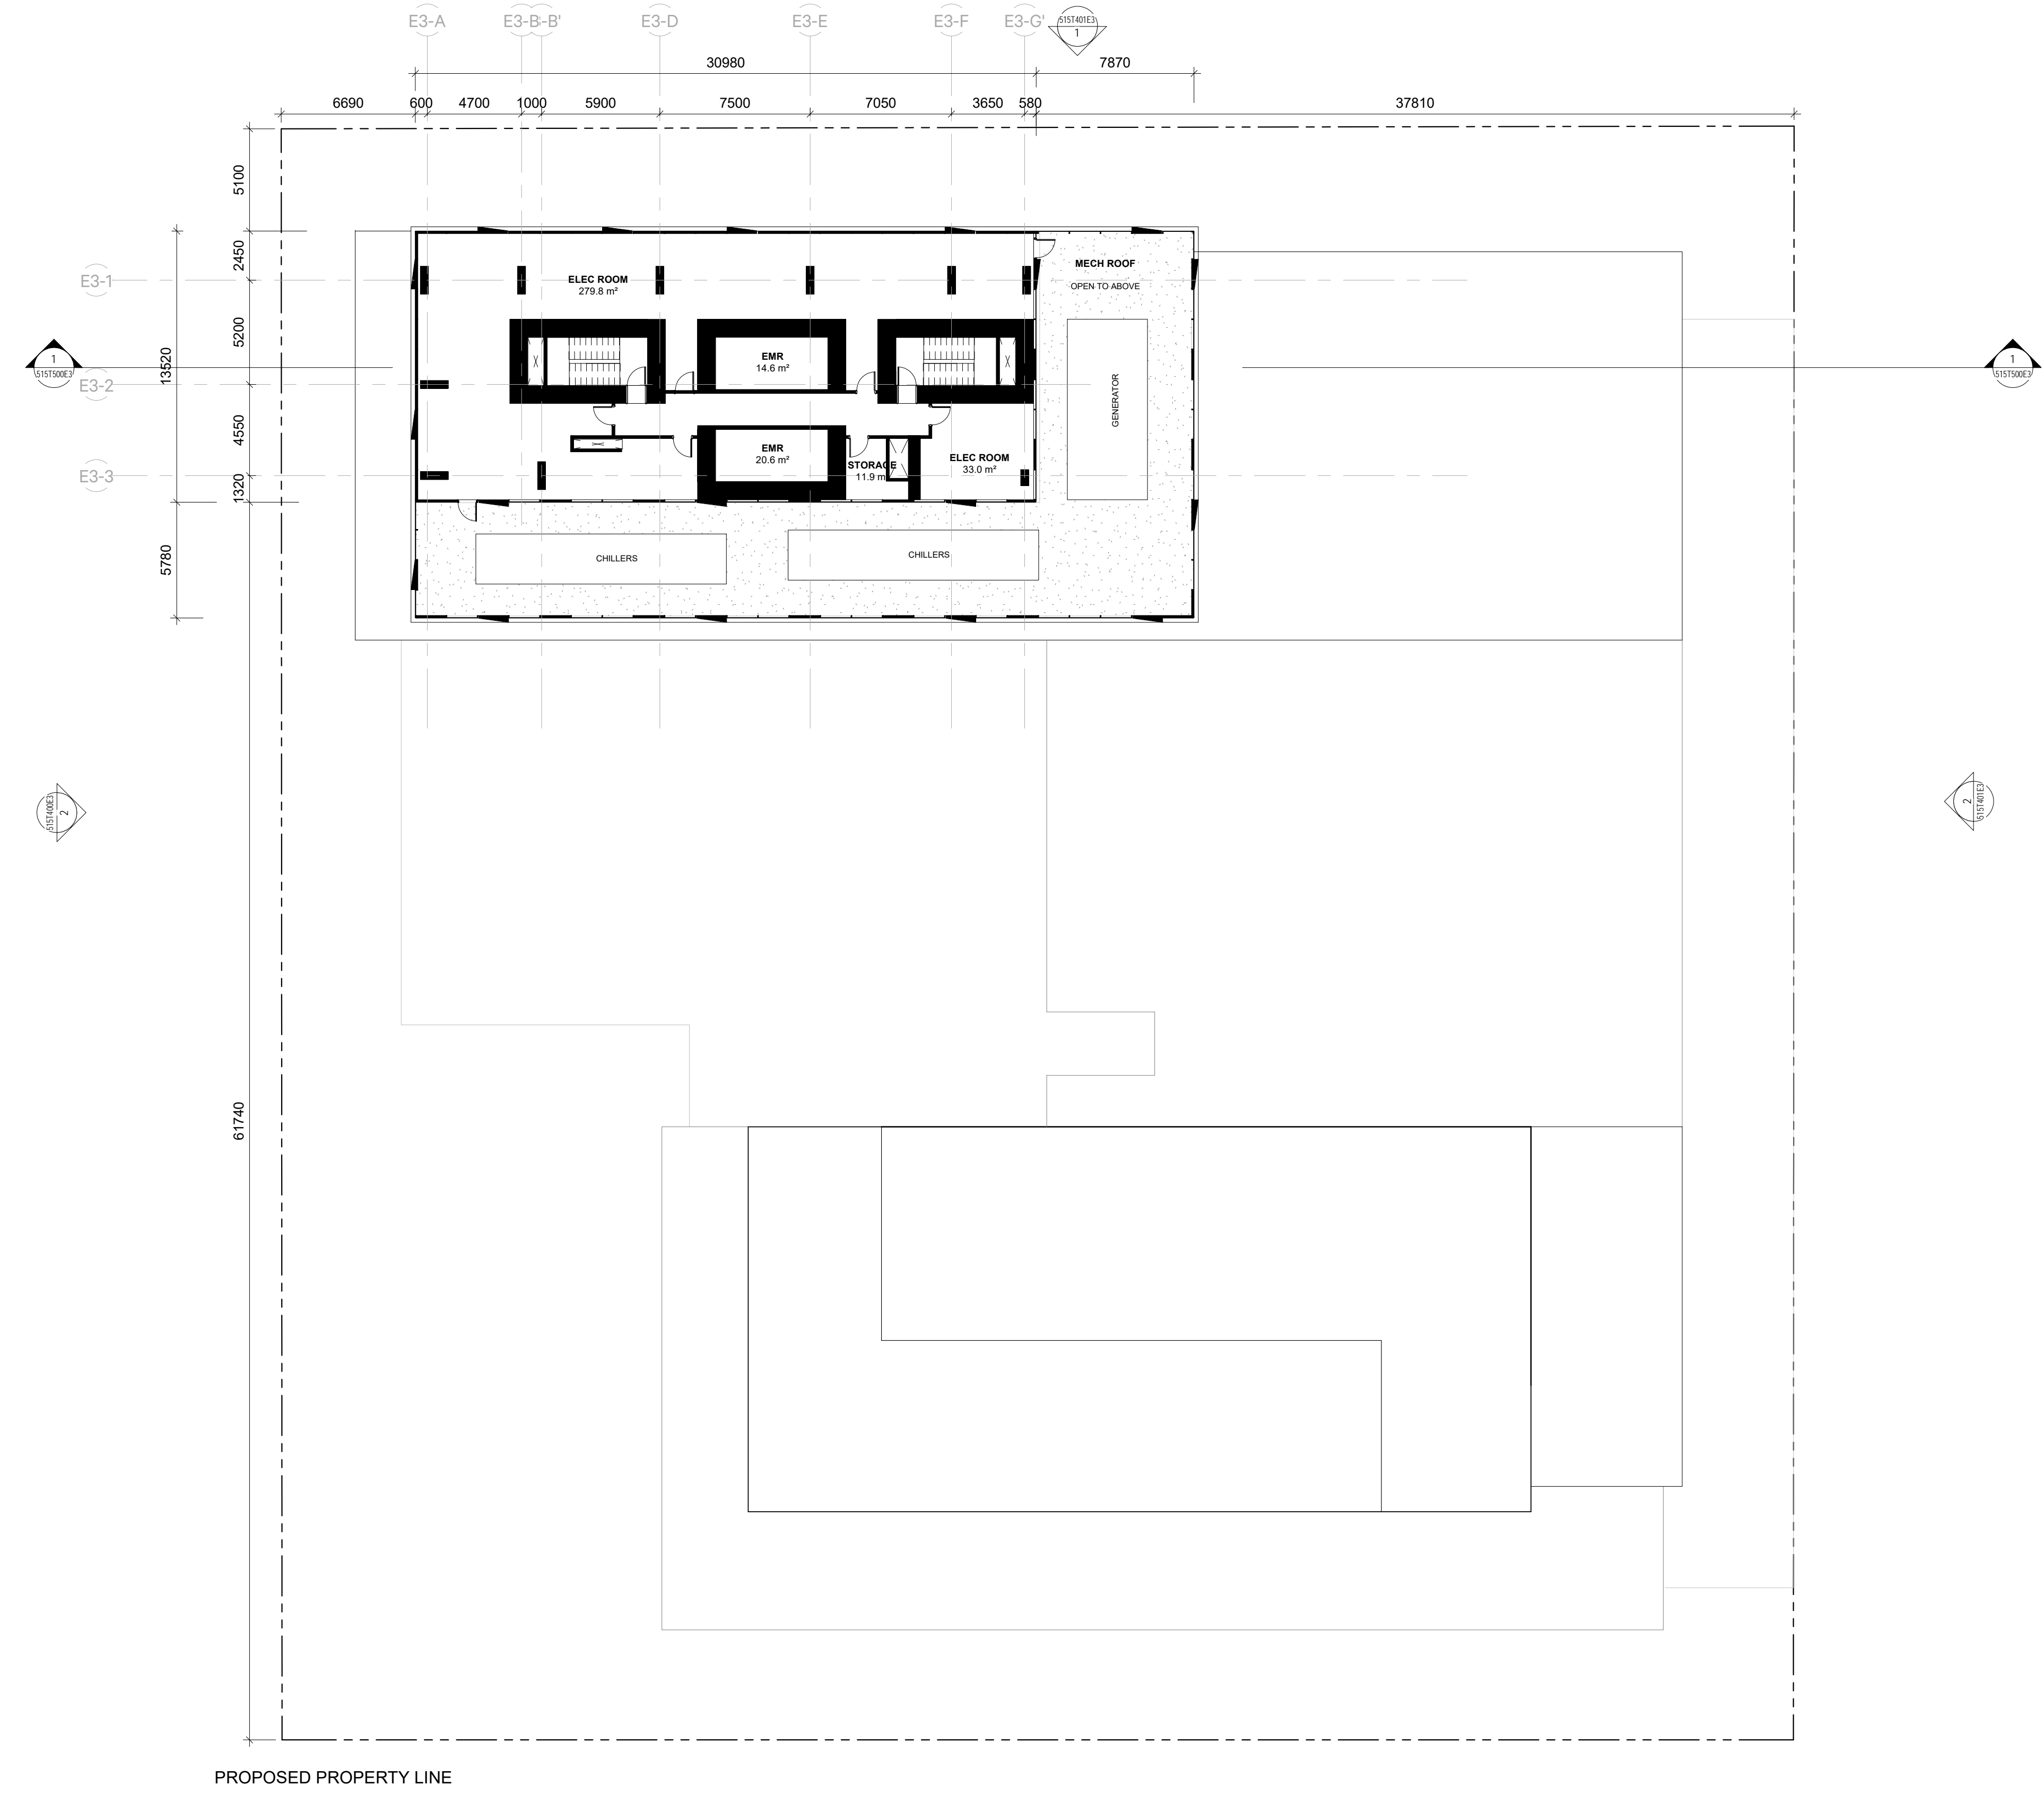 E3-A
E3-B
E3-D
E3-E
E3-F
E3-G'
515T401E3
1
30980
7870
6690
600
4700
1000
5900
7500
7050
3650
580
37810
5100
2450
5200
4550
1320
13520
5780
61740
E3-1
E3-2
E3-3
1
515T500E3
1
515T500E3
ELEC ROOM
279.8 m²
MECH ROOF
OPEN TO ABOVE
EMR
14.6 m²
GENERATOR
EMR
20.6 m²
STORAGE
11.9 m
ELEC ROOM
33.0 m²
CHILLERS
CHILLERS
515T400E3
2
2
515T401E3
PROPOSED PROPERTY LINE